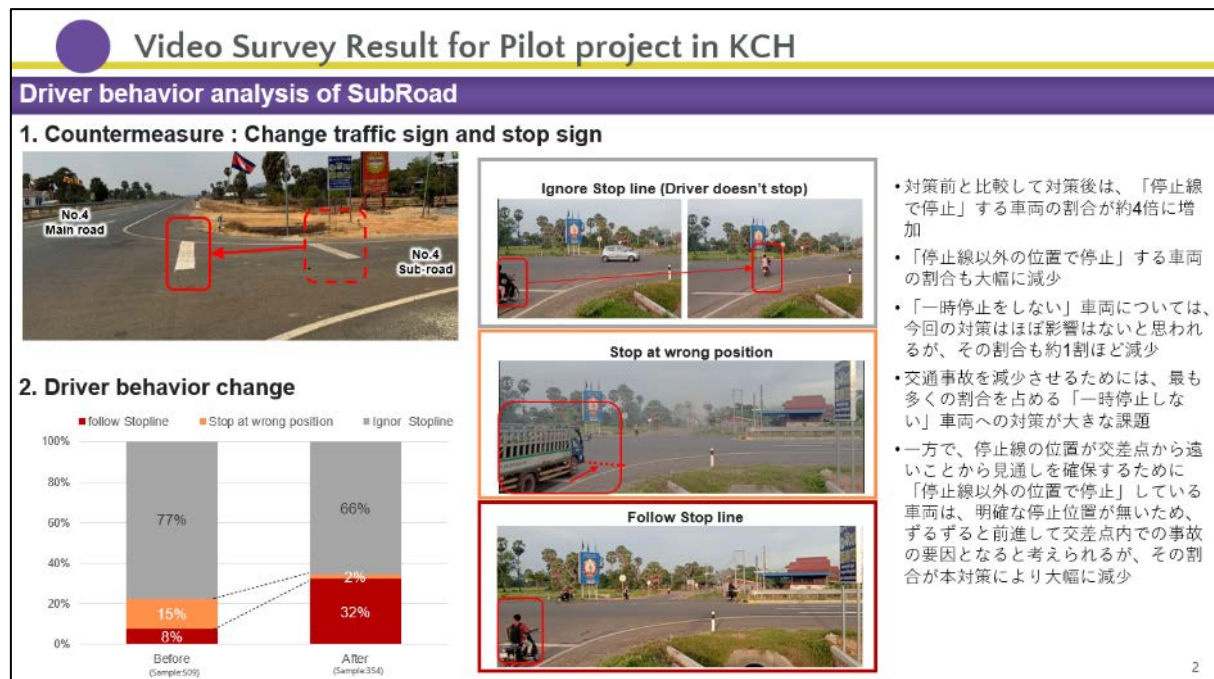 Video Survey Result for Pilot project in KCH
Driver behavior analysis of SubRoad
1. Countermeasure : Change traffic sign and stop sign
No.4
Main road
No.4
Sub-road
2. Driver behavior change
follow Stopline
Stop at wrong position
Ignor Stopline
100%
80%
60%
40%
20%
0%
77%
15%
8%
66%
2%
32%
Before
(Sample:509)
After
(Sample:354)
Ignore Stop line (Driver doesn't stop)
Stop at wrong position
Follow Stop line
•対策前と比較して対策後は、「停止線
で停止」する車両の割合が約4倍に増
加
•「停止線以外の位置で停止」する車両
の割合も大幅に減少
•「一時停止をしない」車両については、
今回の対策はほぼ影響はないと思われ
るが、その割合も約1割ほど減少
•交通事故を減少させるためには、最も
多くの割合を占める「一時停止しな
い」車両への対策が大きな課題
•一方で、停止線の位置が交差点から遠
いことから見通しを確保するために
「停止線以外の位置で停止」している
車両は、明確な停止位置が無いため、
ずるずると前進して交差点内での事故
の要因となると考えられるが、その割
合が本対策により大幅に減少
2